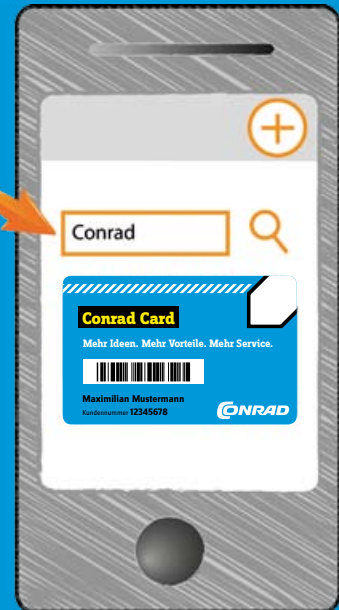 Conrad
Conrad Card
Mehr Ideen. Mehr Vorteile. Mehr Service.
Maximilian Mustermann
Kundennummer 12345678
CONRAD